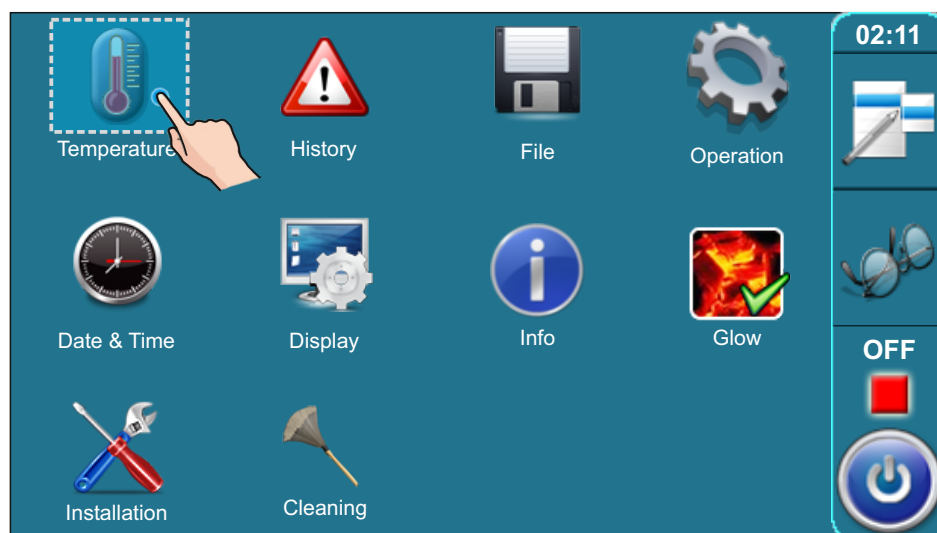 02:11
Temperature
History
File
Operation
Date & Time
Display
Info
Glow
OFF
Installation
Cleaning